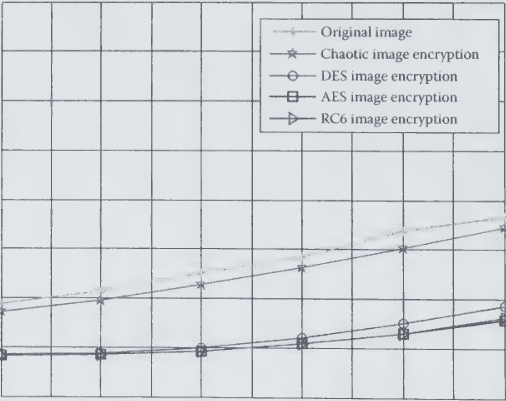 Original image
Chaotic image encryption
DES image encryption
AES image encryption
RC6 image encryption